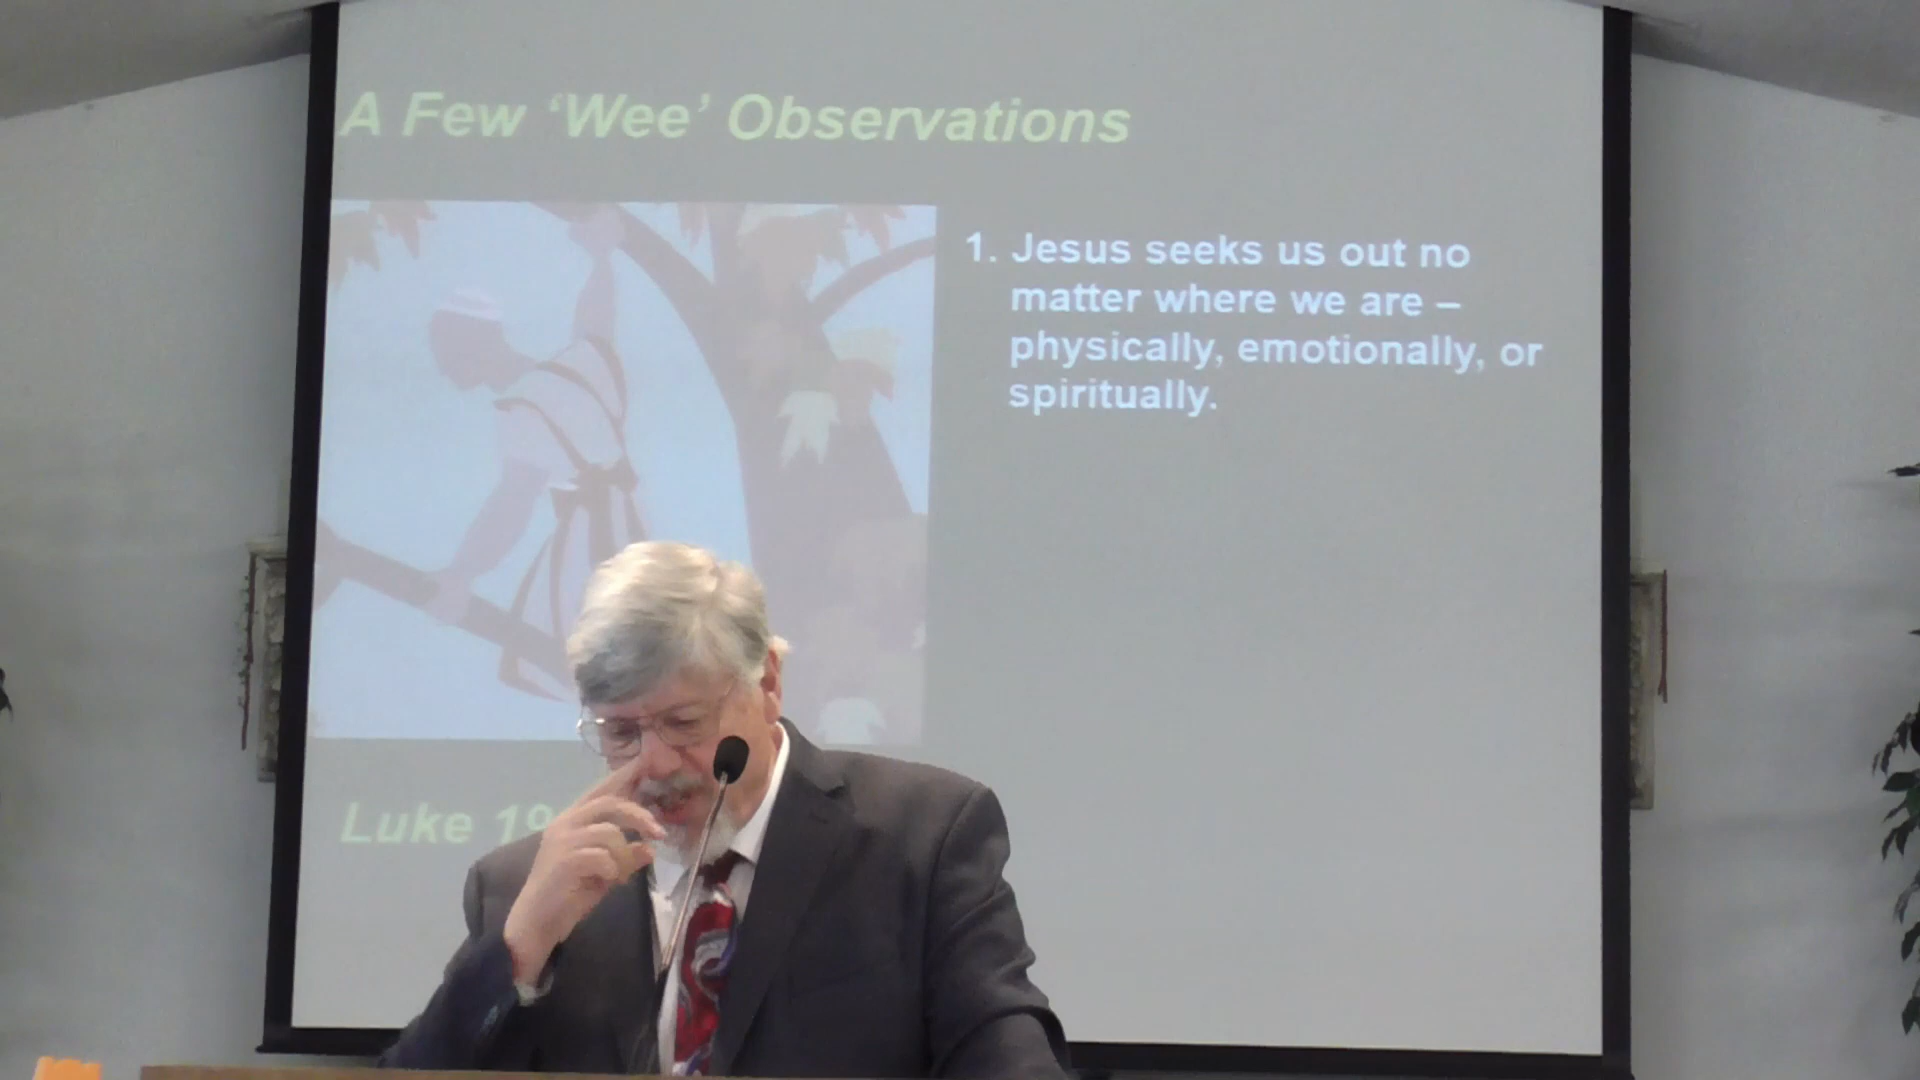 A Few ‘Wee’ Observations
1. Jesus seeks us out no
matter where we are –
physically, emotionally, or
spiritually.
Luke 19